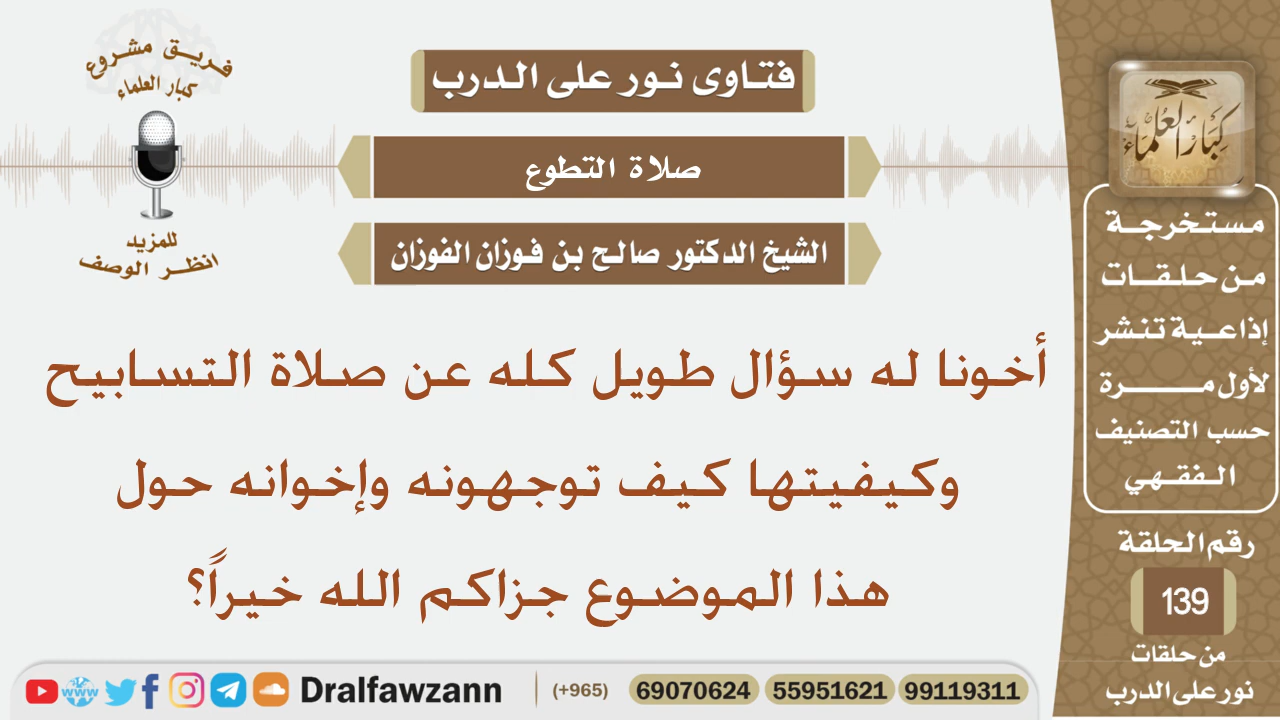 فريق مشروع
كبار العلماء
للمزيد
انظر الوصف
فتاوى نور على الدرب
صلاة التطوع
الشيخ الدكتور صالح بن فوزان الفوزان
أخونا له سؤال طويل كله عن صلاة التسابيح
وكيفيتها كيف توجهونه وإخوانه حول
هذا الموضوع جزاكم الله خيراً؟
كبار العلماء
مستخرجة
من حلقات
إذاعية تنشر
لأول مرة
حسب التصنيف
الفقهي
رقم الحلقة
139
من حلقات
نور على الدرب
www
Dralfawzann
(+965) 69070624 55951621 99119311